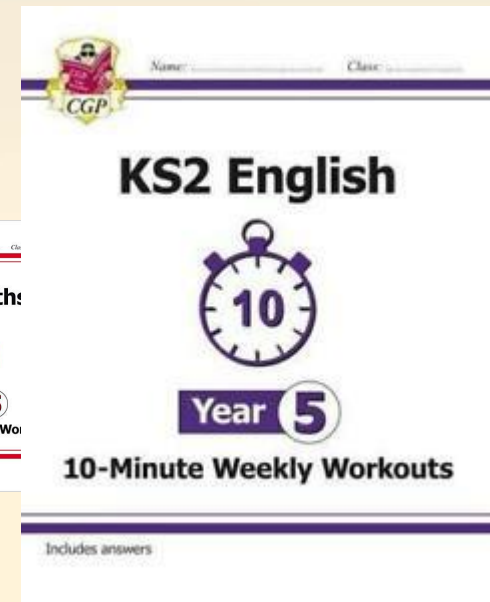 Name: Class:
CGP
KS2 English
10
Year 5
10-Minute Weekly Workouts
Includes answers